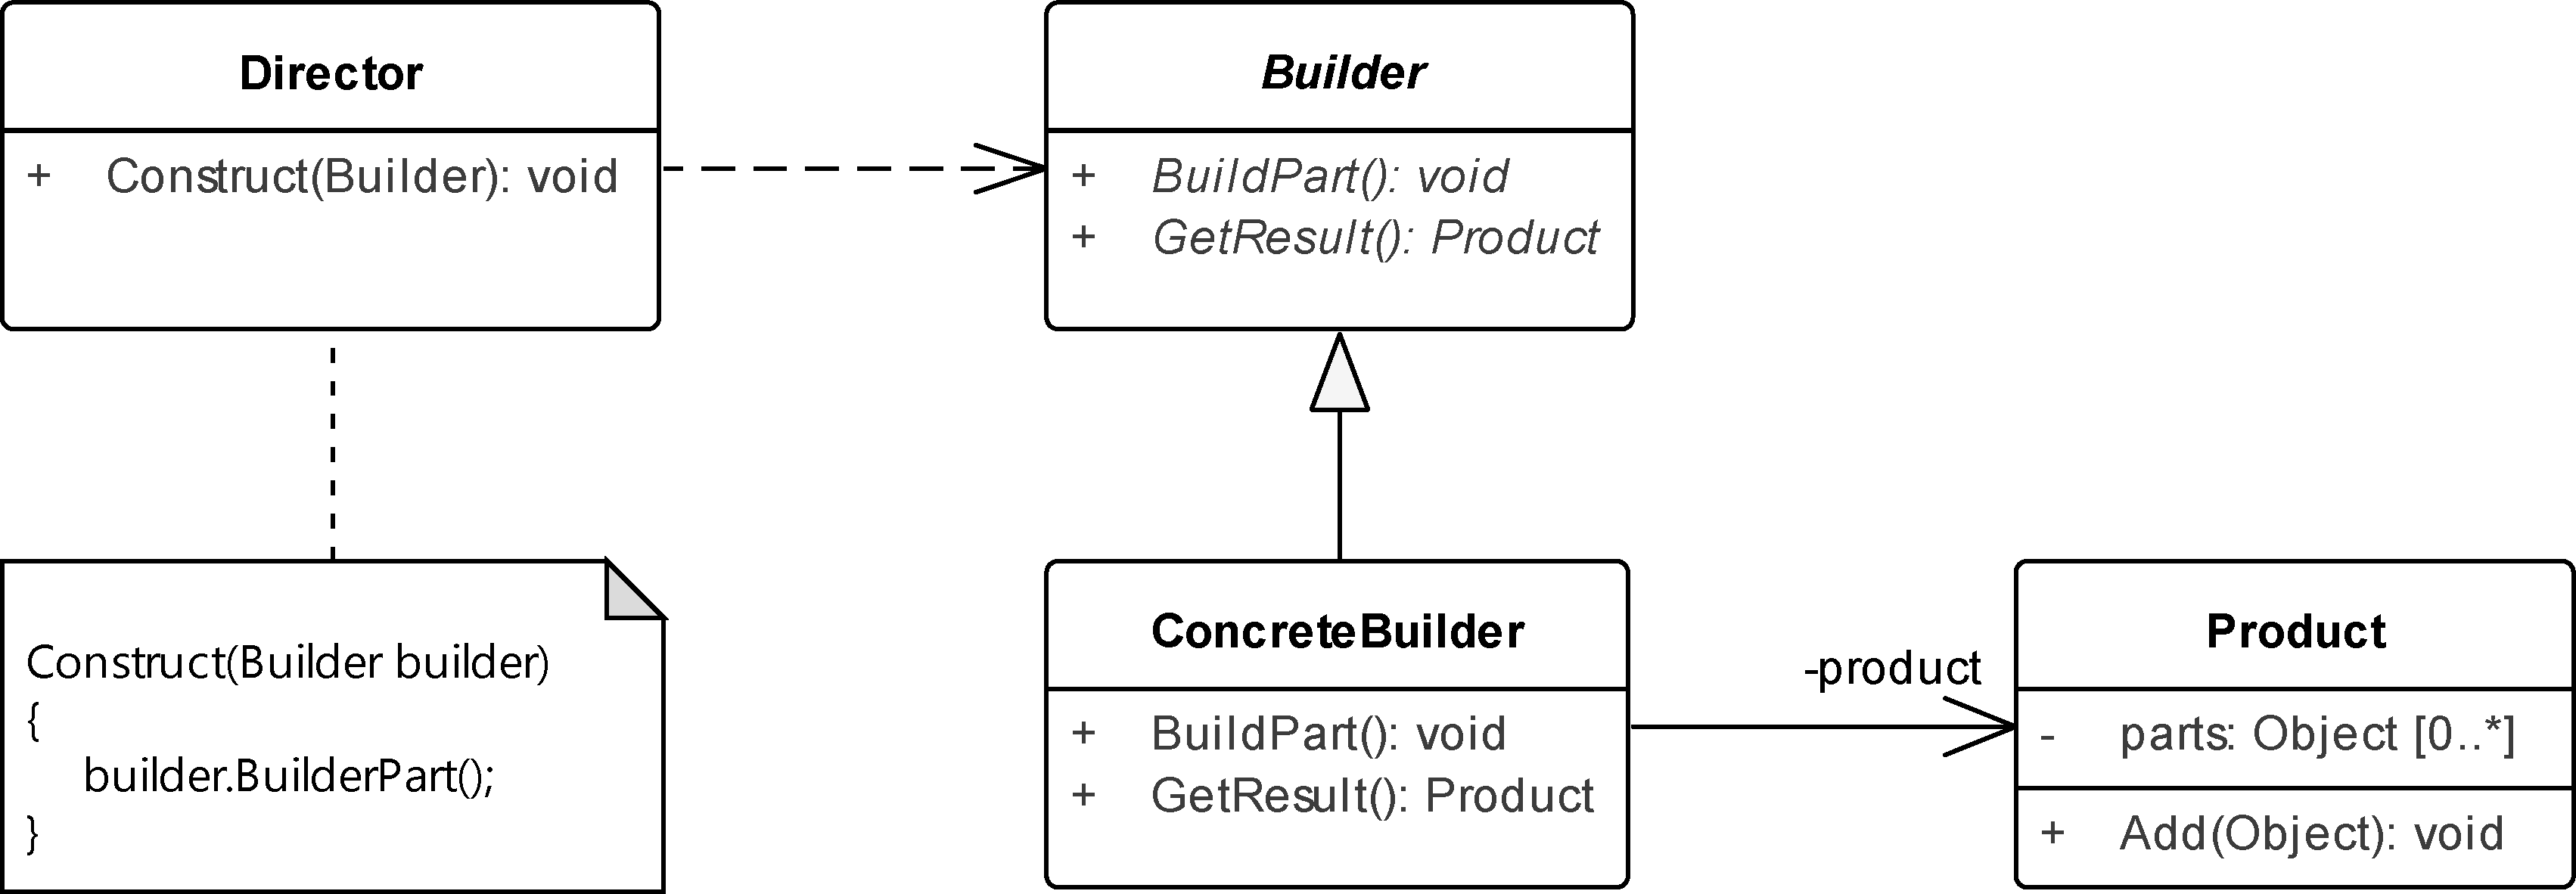 Director
+ Construct(Builder): void
Builder
+ BuildPart(): void
+ GetResult(): Product
Construct(Builder builder)
{
builder.BuilderPart();
}
ConcreteBuilder
+ BuildPart(): void
+ GetResult(): Product
-product
Product
- parts: Object [0..*]
+ Add(Object): void